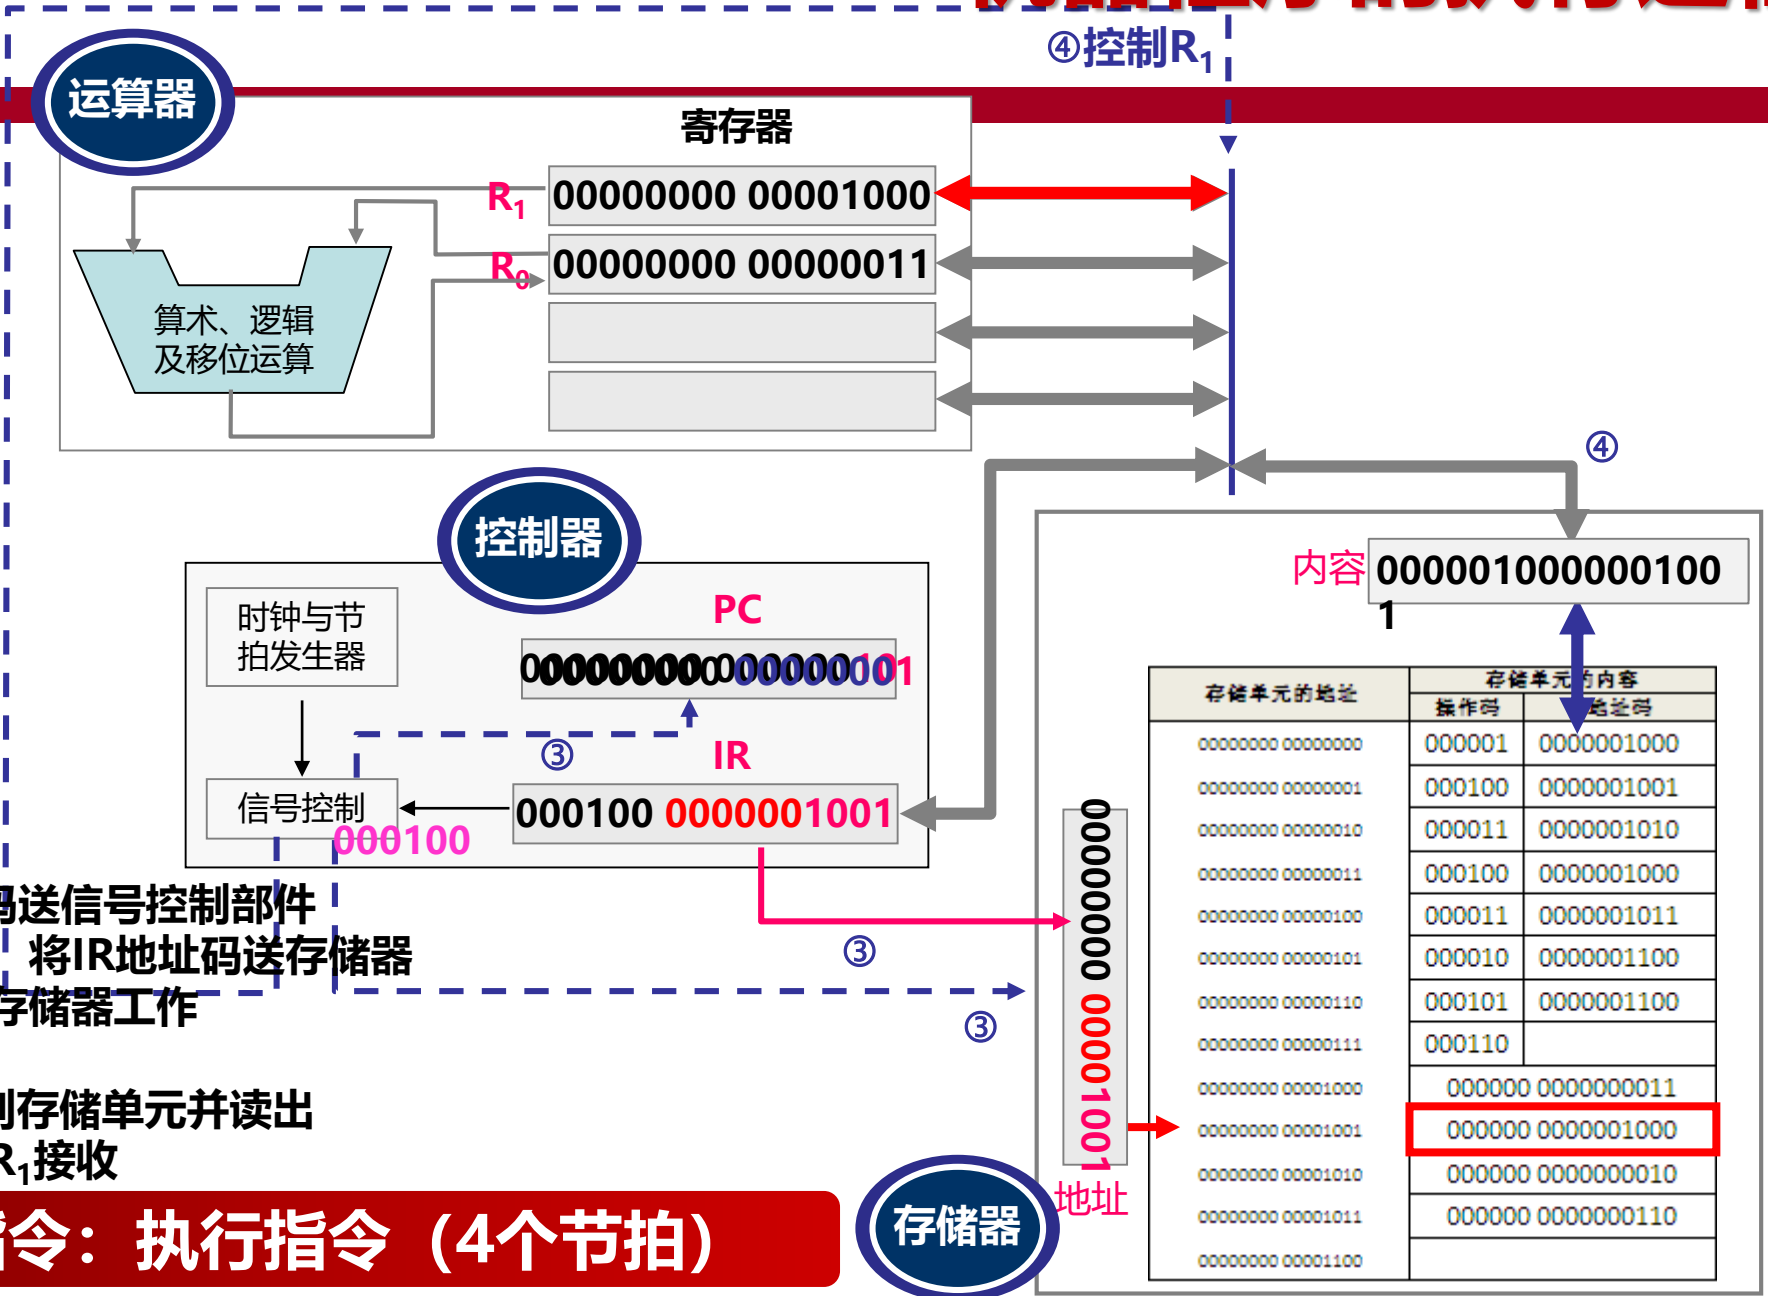 ④控制R₁
运算器
寄存器
R₁ 00000000 00001000
R₀ 00000000 00000011
算术、逻辑
及移位运算
④
控制器
内容 000001000000100
1
时钟与节
拍发生器
PC
③
IR
信号控制
000100
000100 0000001001
码送信号控制部件
将IR地址码送存储器
③
存储器工作
③
到存储单元并读出
R₁接收
指令：执行指令（4个节拍）
存储器
地址
00000000 00001001
存储单元的地址 存储单元的内容
操作码 地址码
00000000 00000000 000001 0000001000
00000000 00000001 000100 0000001001
00000000 00000010 000011 0000001010
00000000 00000011 000100 0000001000
00000000 00000100 000011 0000001011
00000000 00000101 000010 0000001100
00000000 00000110 000101 0000001100
00000000 00000111 000110
00000000 00001000 000000 0000000011
00000000 00001001 000000 0000001000
00000000 00001010 000000 0000000010
00000000 00001011 000000 0000000110
00000000 00001100